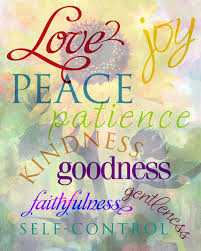 Love
joy
PEACE
patience
KINDNESS
goodness
faithfulness
gentleness
SELF-CONTROL